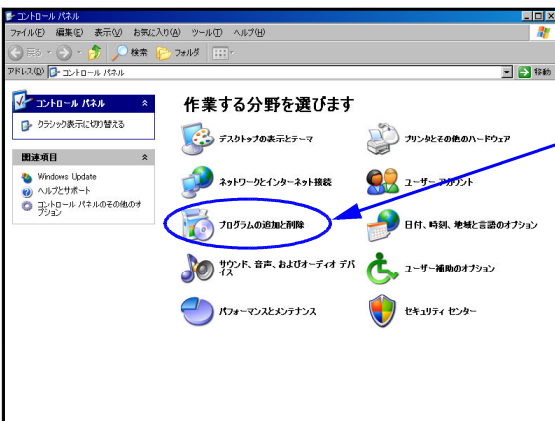 コントロール パネル
ファイル(F) 編集(E) 表示(V) お気に入り(A) ツール(T) ヘルプ(H)
戻る 検索 フォルダ
アドレス(D) コントロール パネル 移動
コントロール パネル
クラシック表示に切り替える
関連項目
Windows Update
ヘルプとサポート
コントロール パネルのその他のオ
プション
作業する分野を選びます
デスクトップの表示とテーマ
プリンタとその他のハードウェア
ネットワークとインターネット接続
ユーザー アカウント
プログラムの追加と削除
日付、時刻、地域と言語のオプション
サウンド、音声、およびオーディオ デバ
イス
ユーザー補助のオプション
パフォーマンスとメンテナンス
セキュリティ センター